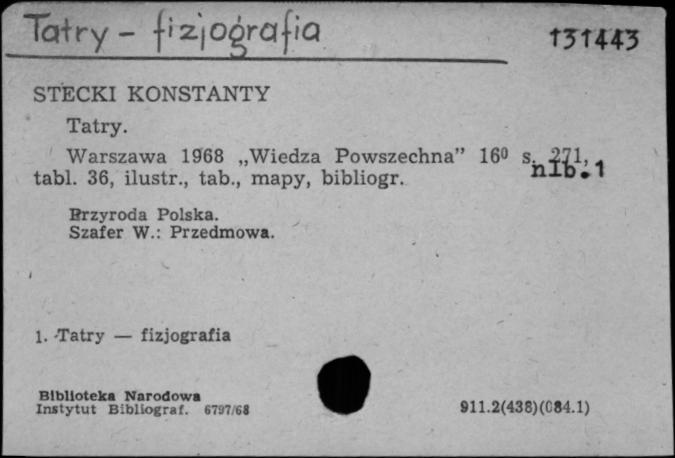 Tatry - fizjografia
131443
STECKI KONSTANTY
Tatry.
Warszawa 1968 „Wiedza Powszechna” 16⁰ s. 271,
nlb. 1
tabl. 36, ilustr., tab., mapy, bibliogr.
Przyroda Polska.
Szafer W.: Przedmowa.
1. Tatry — fizjografia
Biblioteka Narodowa
Instytut Bibliograf. 6797/68
911.2(438)(084.1)